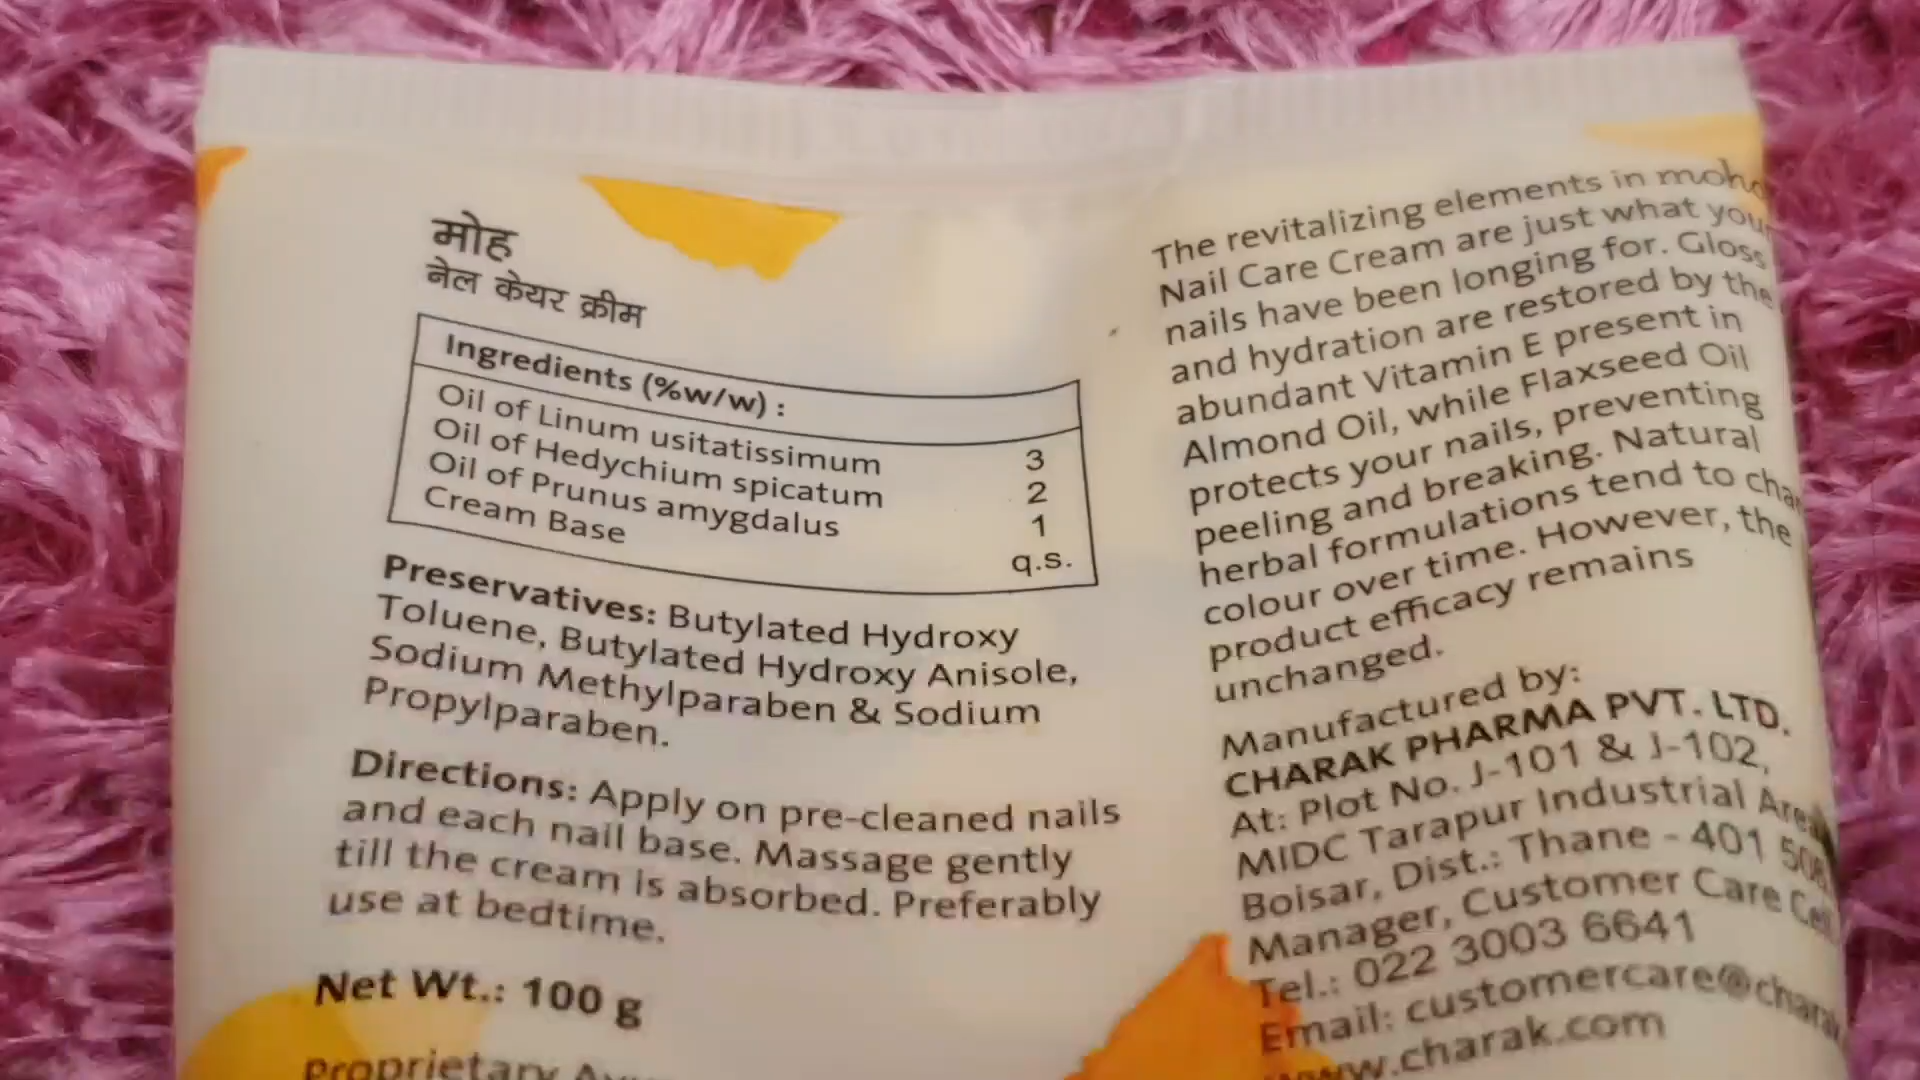 मोह
नेल केयर क्रीम
Ingredients (%w/w) :
Oil of Linum usitatissimum 3
Oil of Hedychium spicatum 2
Oil of Prunus amygdalus 1
Cream Base q.s.
Preservatives: Butylated Hydroxy
Toluene, Butylated Hydroxy Anisole,
Sodium Methylparaben & Sodium
Propylparaben.
Directions: Apply on pre-cleaned nails
and each nail base. Massage gently
till the cream is absorbed. Preferably
use at bedtime.
Net Wt.: 100 g
Proprietary
The revitalizing elements in
Nail Care Cream are just what
nails have been longing for.
and hydration are restored by the
abundant Vitamin E present in
Almond Oil, while Flaxseed Oil
protects your nails, preventing
peeling and breaking. Natural
herbal formulations tend to
colour over time. However, the
product efficacy remains
unchanged.
Manufactured by:
CHARAK PHARMA PVT. LTD.
At: Plot No. J-101 & J-102,
MIDC Tarapur Industrial
Boisar, Dist.: Thane - 401
Manager, Customer Care
Tel.: 022 3003 6641
Email:
www.charak.com